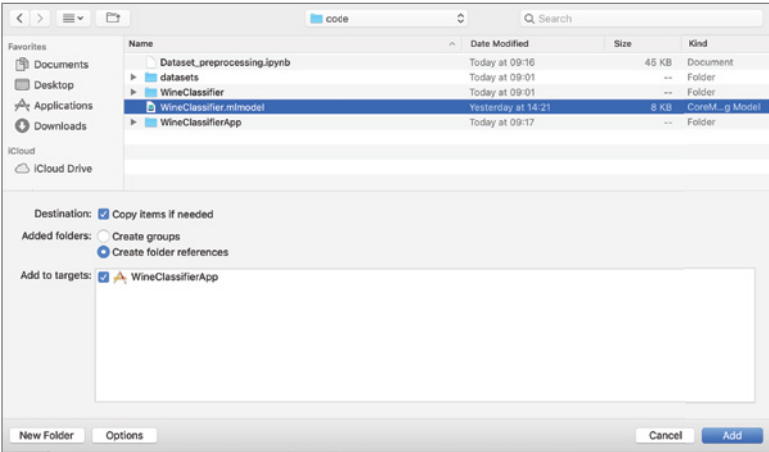 code
Search
Favorites
Documents
Desktop
Applications
Downloads
iCloud
iCloud Drive
Name Date Modified Size Kind
Dataset_preprocessing.ipynb Today at 09:16 45 KB Document
datasets Today at 09:01 -- Folder
WineClassifier Today at 09:01 -- Folder
WineClassifier.mlmodel Yesterday at 14:21 8 KB CoreM...g Model
WineClassifierApp Today at 09:17 -- Folder
Destination: Copy items if needed
Added folders: Create groups
Create folder references
Add to targets: WineClassifierApp
New Folder Options Cancel Add